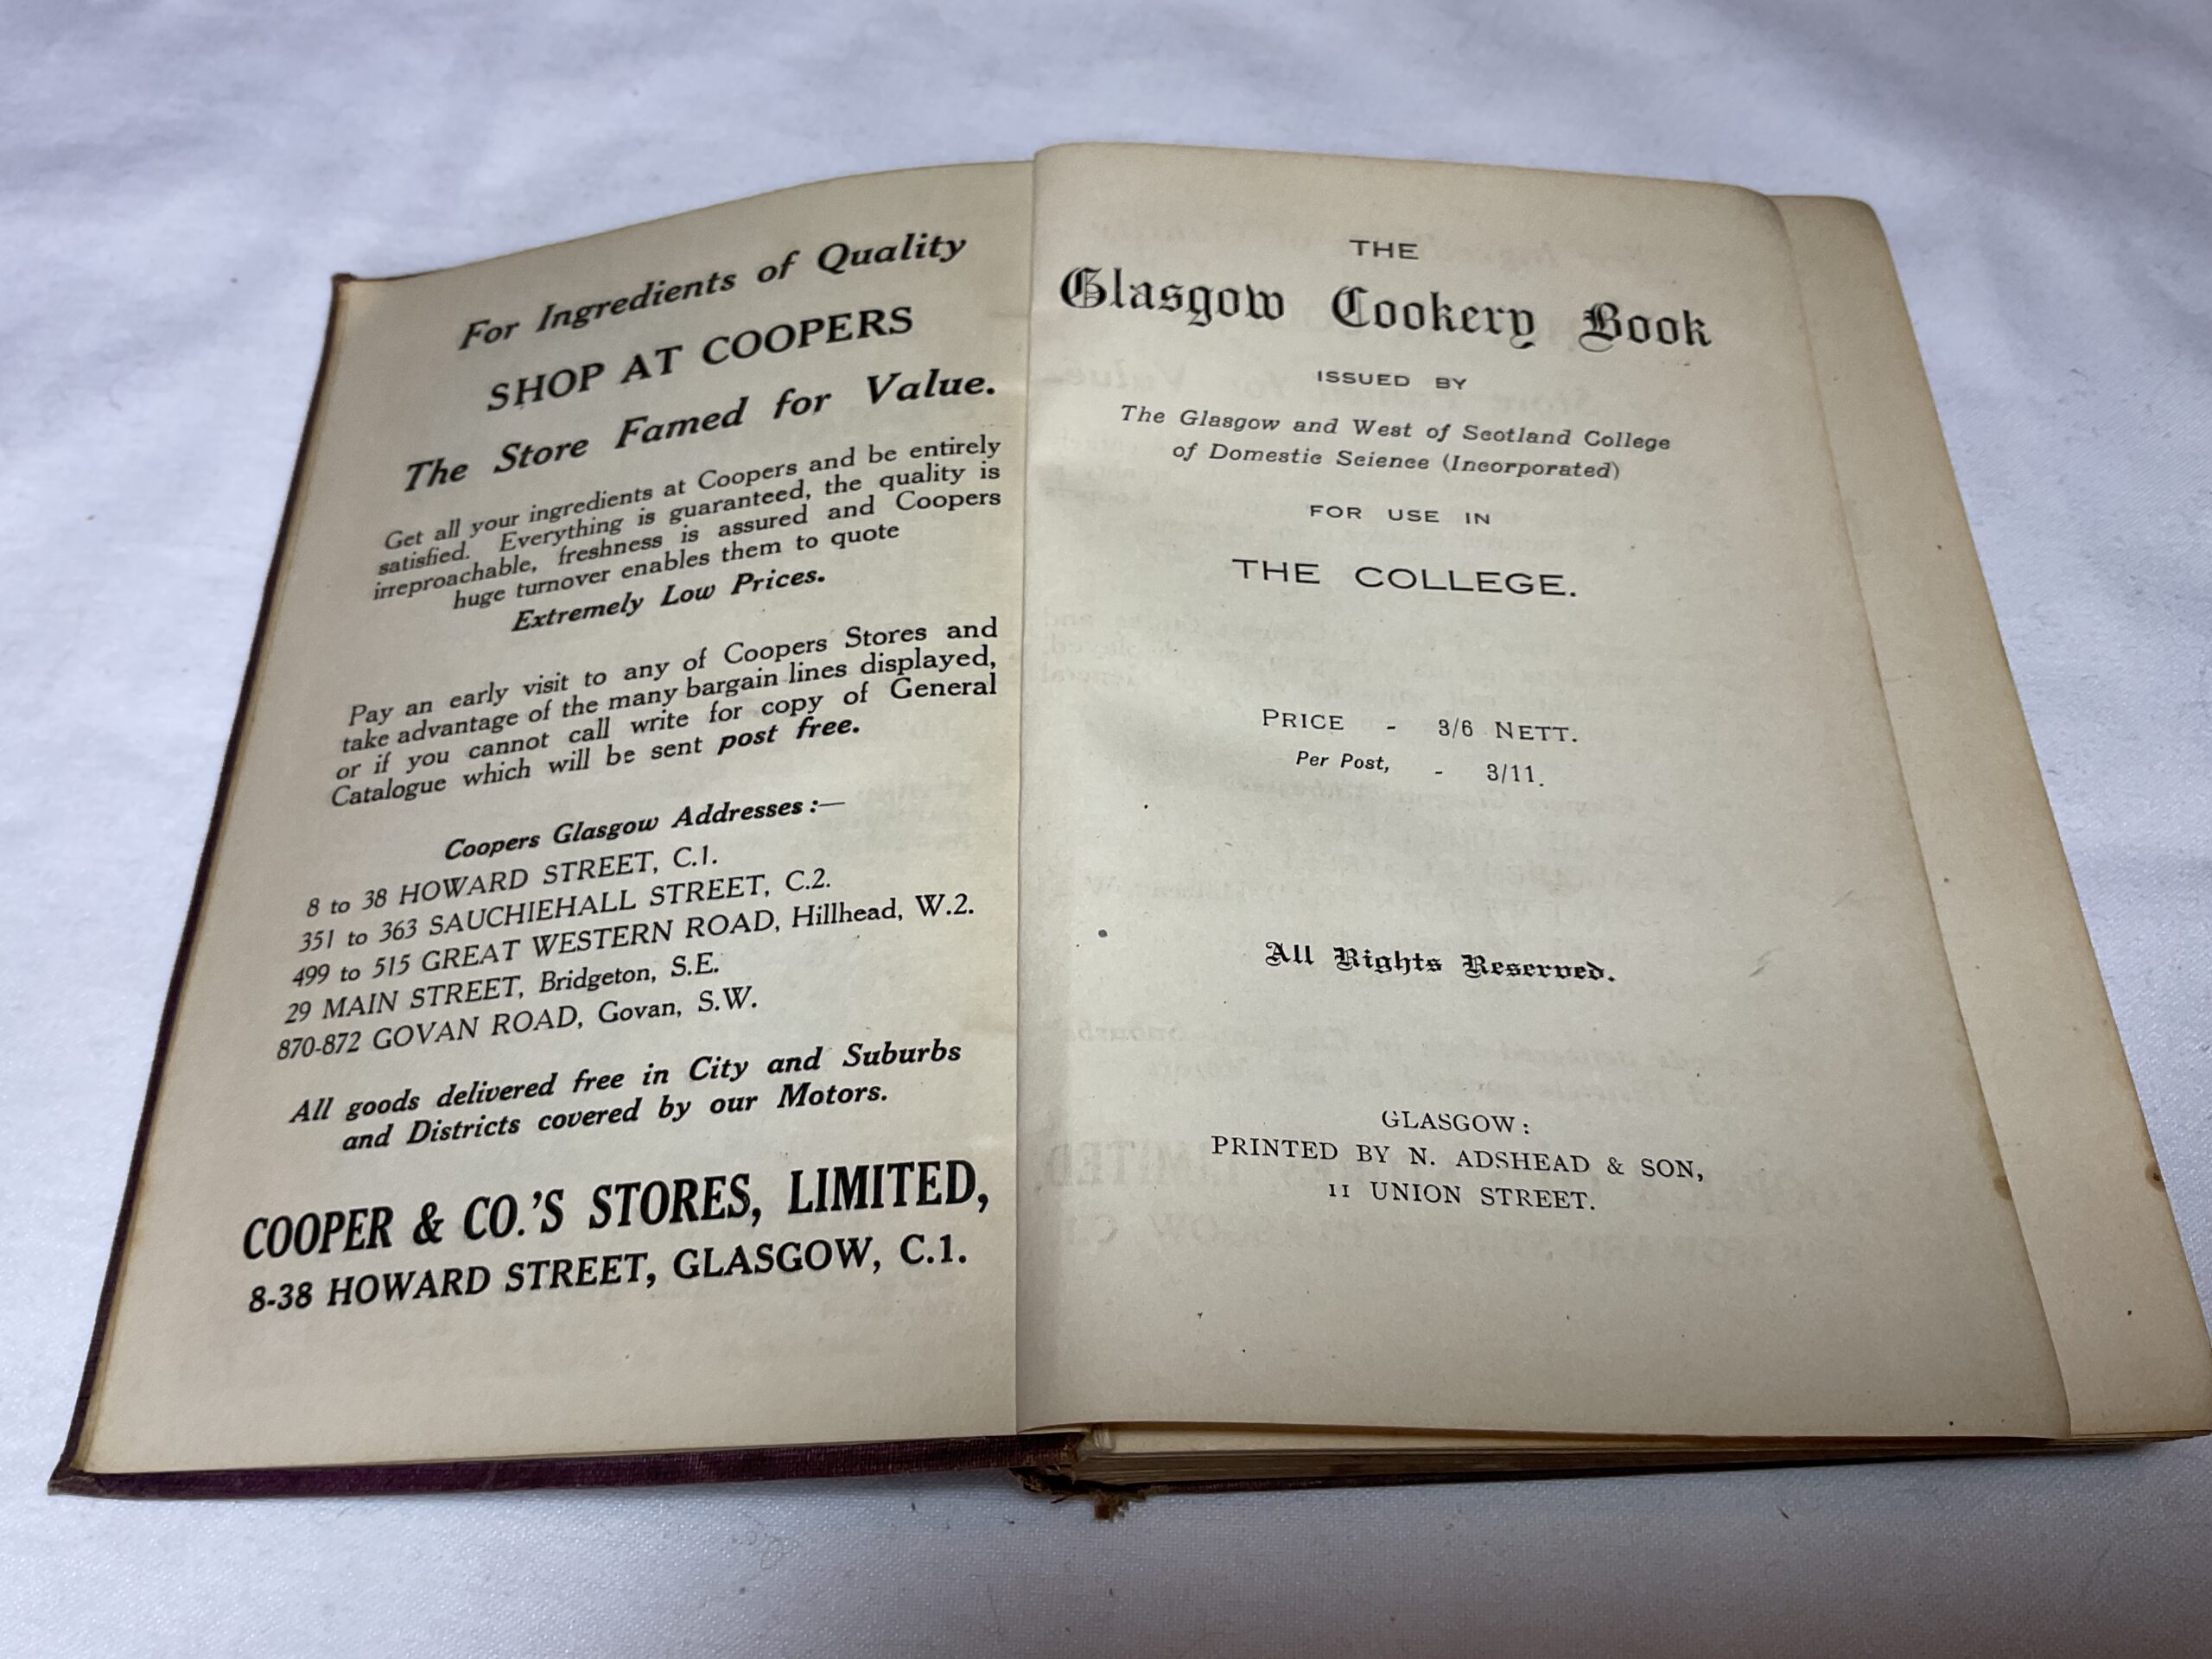 For Ingredients of Quality
SHOP AT COOPERS
The Store Famed for Value.
Get all your ingredients at Coopers and be entirely
satisfied. Everything is guaranteed, the quality is
irreproachable, freshness is assured and Coopers
huge turnover enables them to quote
Extremely Low Prices.
Pay an early visit to any of Coopers Stores and
take advantage of the many bargain lines displayed,
or if you cannot call write for copy of General
Catalogue which will be sent post free.
Coopers Glasgow Addresses :—
8 to 38 HOWARD STREET, C.1.
351 to 363 SAUCHIEHALL STREET, C.2.
499 to 515 GREAT WESTERN ROAD, Hillhead, W.2.
29 MAIN STREET, Bridgeton, S.E.
870-872 GOVAN ROAD, Govan, S.W.
All goods delivered free in City and Suburbs
and Districts covered by our Motors.
COOPER & CO.'S STORES, LIMITED,
8-38 HOWARD STREET, GLASGOW, C.1.
THE
Glasgow Cookery Book
ISSUED BY
The Glasgow and West of Scotland College
of Domestic Science (Incorporated)
FOR USE IN
THE COLLEGE.
PRICE - 3/6 NETT.
Per Post, - 3/11.
All Rights Reserved.
GLASGOW:
PRINTED BY N. ADSHEAD & SON,
11 UNION STREET.